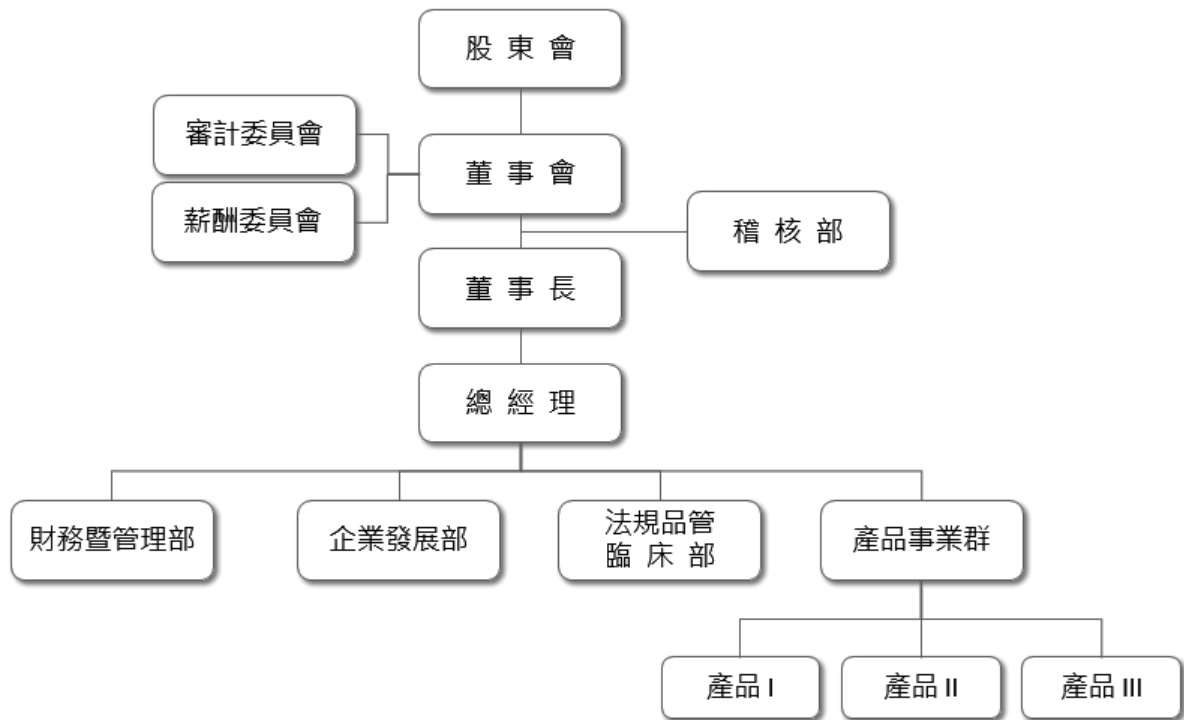 股 東 會
審計委員會
董 事 會
薪酬委員會
稽 核 部
董 事 長
總 經 理
財務暨管理部
企業發展部
法規品管
臨 床 部
產品事業群
產品 I
產品 II
產品 III